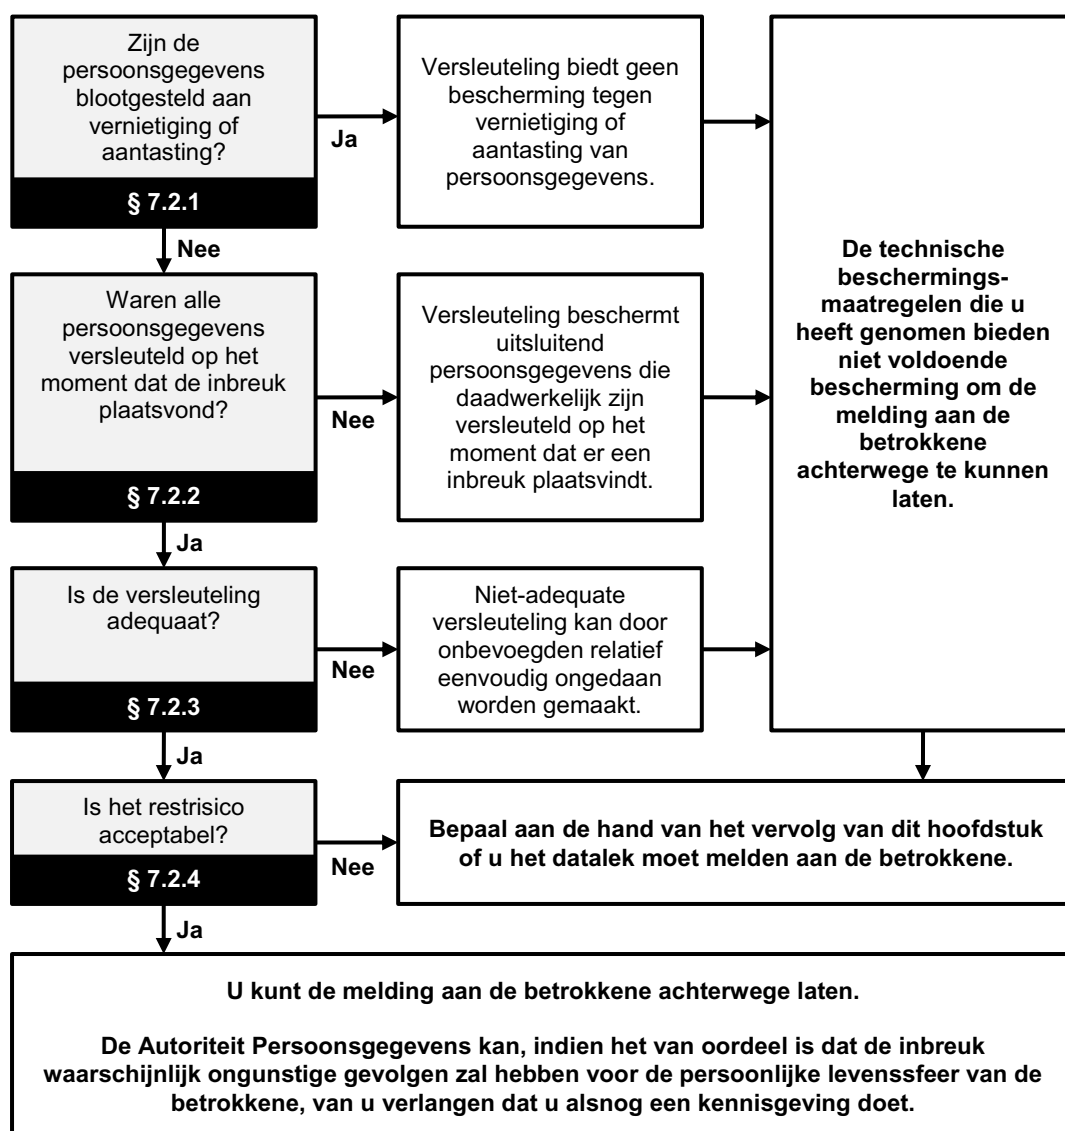 Zijn de
persoonsgegevens
blootgesteld aan
vernietiging of
aantasting?
§ 7.2.1
Ja
Versleuteling biedt geen
bescherming tegen
vernietiging of
aantasting van
persoonsgegevens.
Nee
Waren alle
persoonsgegevens
versleuteld op het
moment dat de inbreuk
plaatsvond?
§ 7.2.2
Nee
Versleuteling beschermt
uitsluitend
persoonsgegevens die
daadwerkelijk zijn
versleuteld op het
moment dat er een
inbreuk plaatsvindt.
De technische
beschermings-
maatregelen die u
heeft genomen bieden
niet voldoende
bescherming om de
melding aan de
betrokkene
achterwege te kunnen
laten.
Ja
Is de versleuteling
adequaat?
§ 7.2.3
Nee
Niet-adequate
versleuteling kan door
onbevoegden relatief
eenvoudig ongedaan
worden gemaakt.
Ja
Is het restrisico
acceptabel?
§ 7.2.4
Nee
Bepaal aan de hand van het vervolg van dit hoofdstuk
of u het datalek moet melden aan de betrokkene.
Ja
U kunt de melding aan de betrokkene achterwege laten.
De Autoriteit Persoonsgegevens kan, indien het van oordeel is dat de inbreuk
waarschijnlijk ongunstige gevolgen zal hebben voor de persoonlijke levenssfeer van de
betrokkene, van u verlangen dat u alsnog een kennisgeving doet.